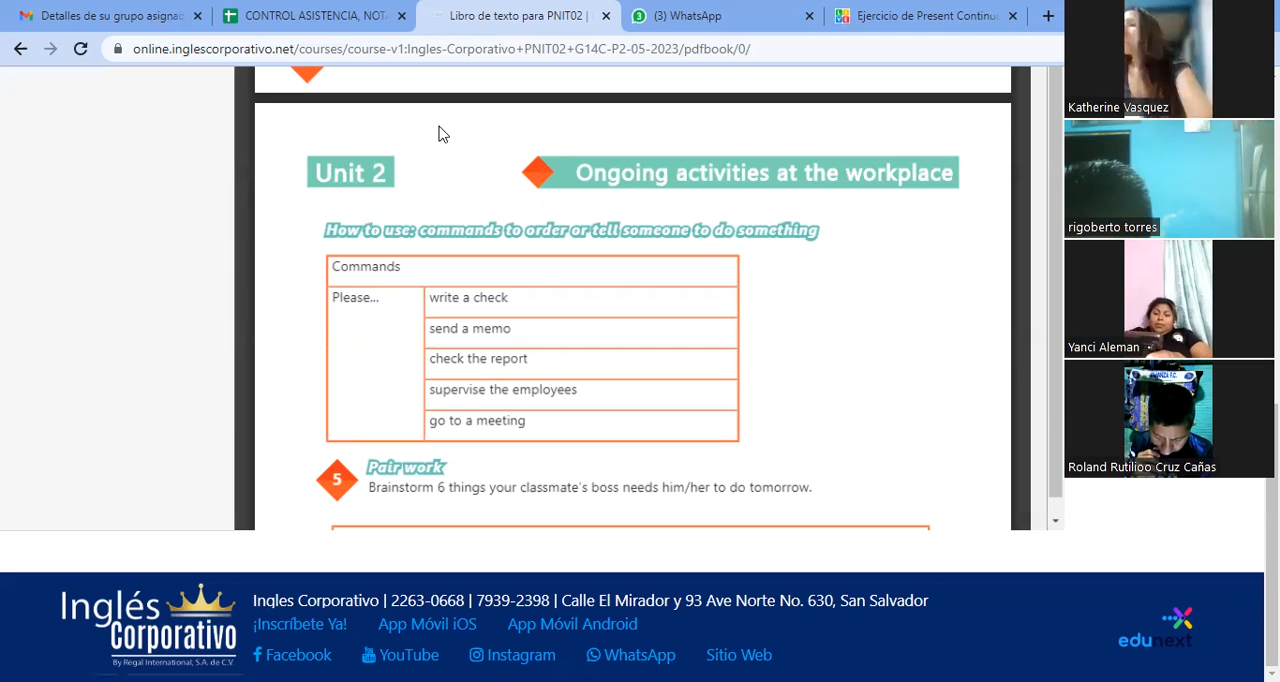 Detalles de su grupo asignad
CONTROL ASISTENCIA, NOT
Libro de texto para PNIT02 |
(3) WhatsApp
Ejercicio de Present Continu
online.inglescorporativo.net/courses/course-v1:Ingles-Corporativo+PNIT02+G14C-P2-05-2023/pdfbook/0/
Katherine Vasquez
rigoberto torres
Yanci Aleman
Roland Rutilioo Cruz Cañas
Unit 2
Ongoing activities at the workplace
How to use: commands to order or tell someone to do something
Commands
Please... write a check
send a memo
check the report
supervise the employees
go to a meeting
5 Pair work
Brainstorm 6 things your classmate's boss needs him/her to do tomorrow.
Inglés
Corporativo
By Regal International, S.A. de C.V.
Ingles Corporativo | 2263-0668 | 7939-2398 | Calle El Mirador y 93 Ave Norte No. 630, San Salvador
¡Inscríbete Ya! App Móvil iOS App Móvil Android
Facebook YouTube Instagram WhatsApp Sitio Web
edunext